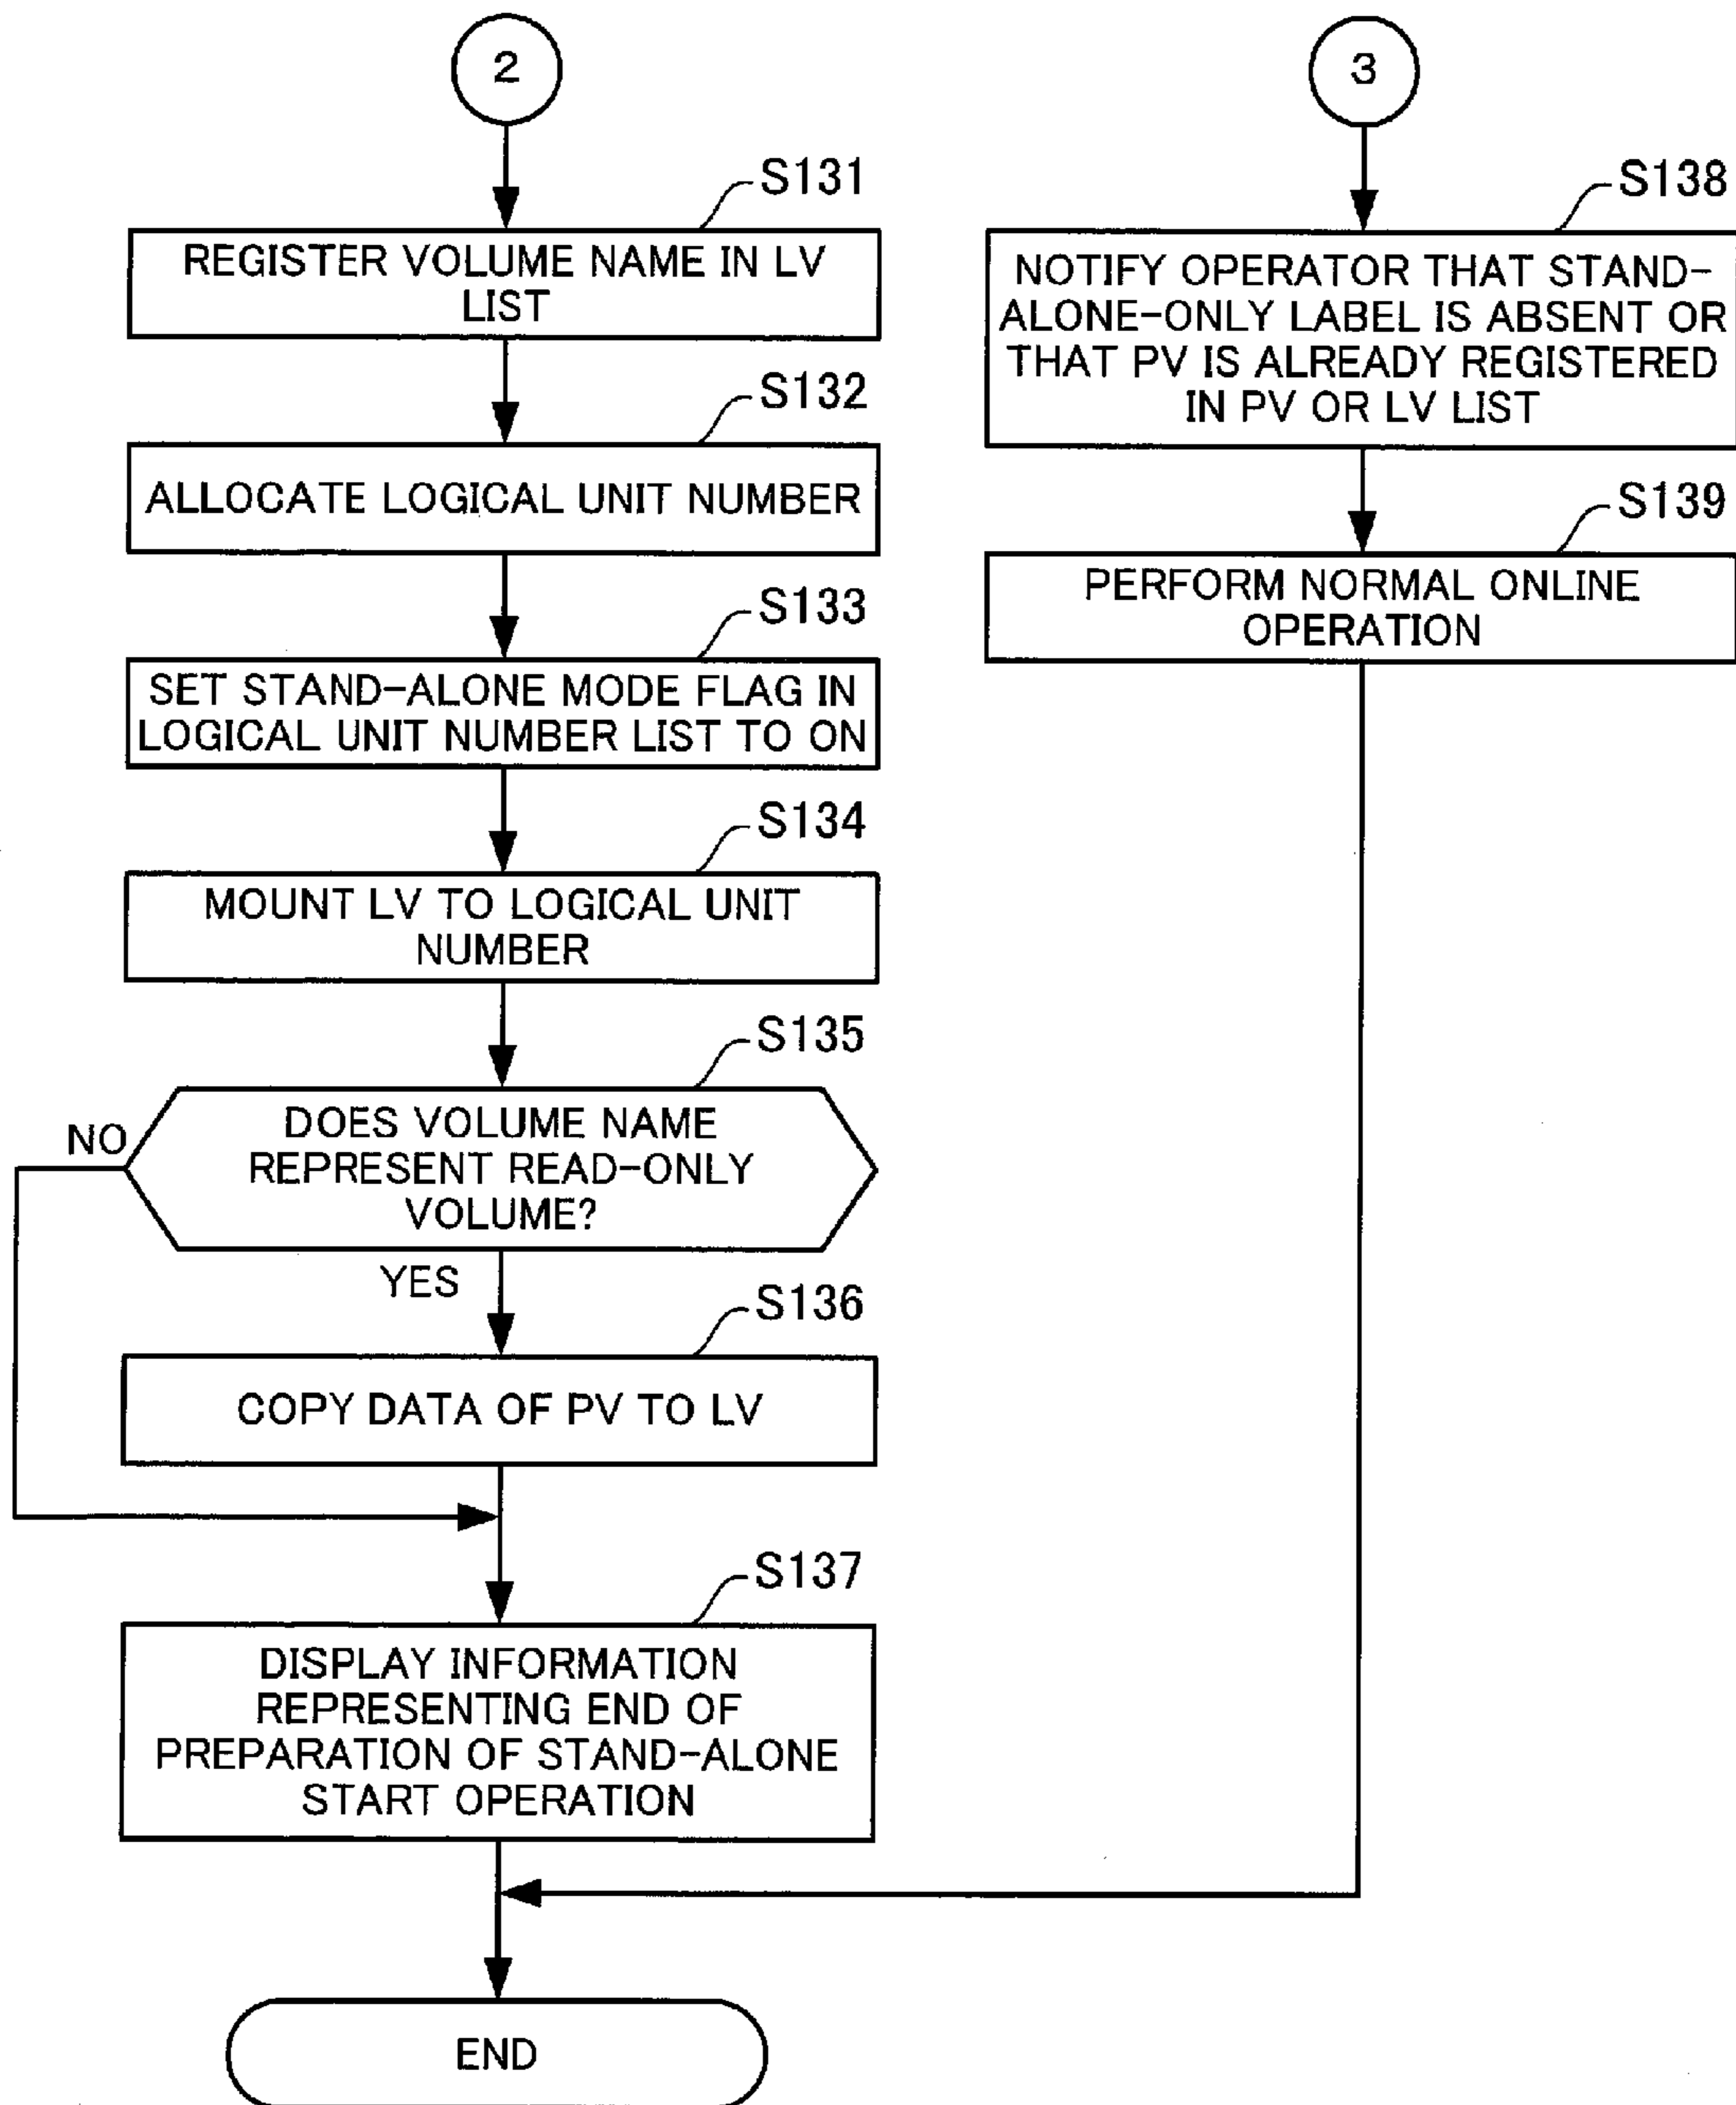 2
S131
REGISTER VOLUME NAME IN LV
LIST
S132
ALLOCATE LOGICAL UNIT NUMBER
S133
SET STAND-ALONE MODE FLAG IN
LOGICAL UNIT NUMBER LIST TO ON
S134
MOUNT LV TO LOGICAL UNIT
NUMBER
S135
DOES VOLUME NAME
REPRESENT READ-ONLY
VOLUME?
NO
YES
S136
COPY DATA OF PV TO LV
S137
DISPLAY INFORMATION
REPRESENTING END OF
PREPARATION OF STAND-ALONE
START OPERATION
END
3
S138
NOTIFY OPERATOR THAT STAND-
ALONE-ONLY LABEL IS ABSENT OR
THAT PV IS ALREADY REGISTERED
IN PV OR LV LIST
S139
PERFORM NORMAL ONLINE
OPERATION